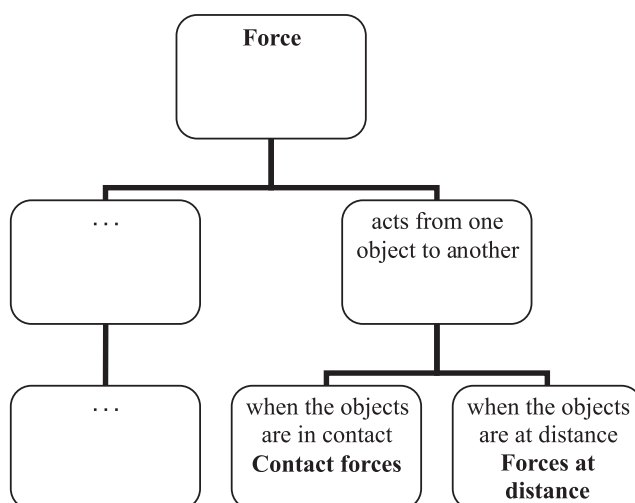 Force
. . .
acts from one
object to another
. . .
when the objects
are in contact
Contact forces
when the objects
are at distance
Forces at
distance